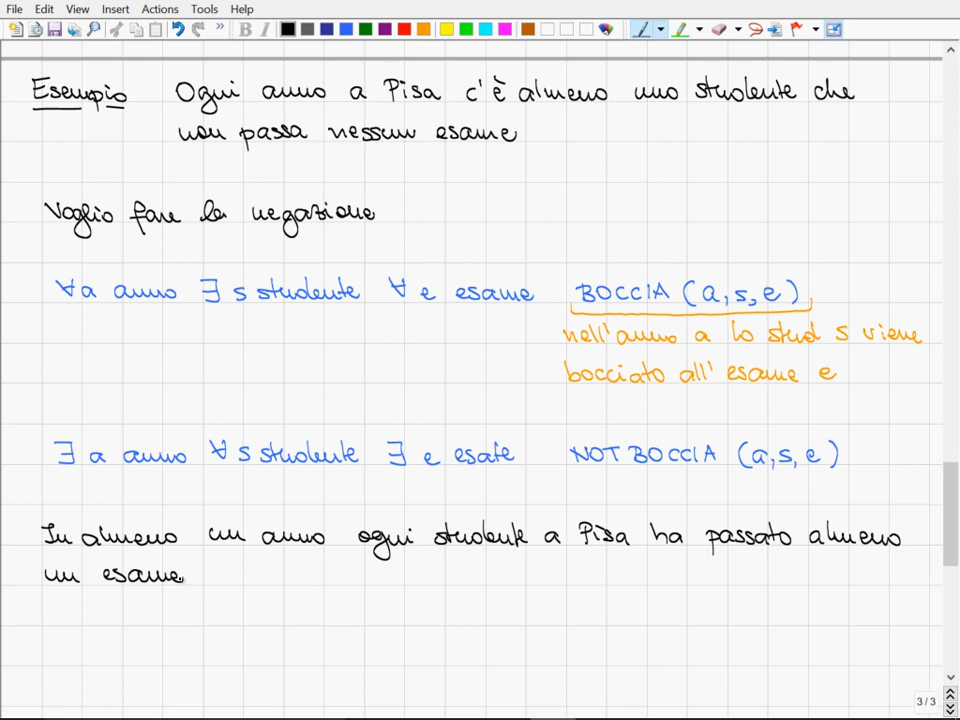 File Edit View Insert Actions Tools Help
Esempio Ogni anno a Pisa c'è almeno uno studente che
non passa nessun esame
Voglio fare la negazione
∀ a anno ∃ s studente ∀ e esame BOCCIA (a,s,e)
nell'anno a lo stud s viene
bocciato all' esame e
∃ a anno ∀ s studente ∃ e esate NOT BOCCIA (a,s,e)
In almeno un anno ogni studente a Pisa ha passato almeno
un esame
3 / 3